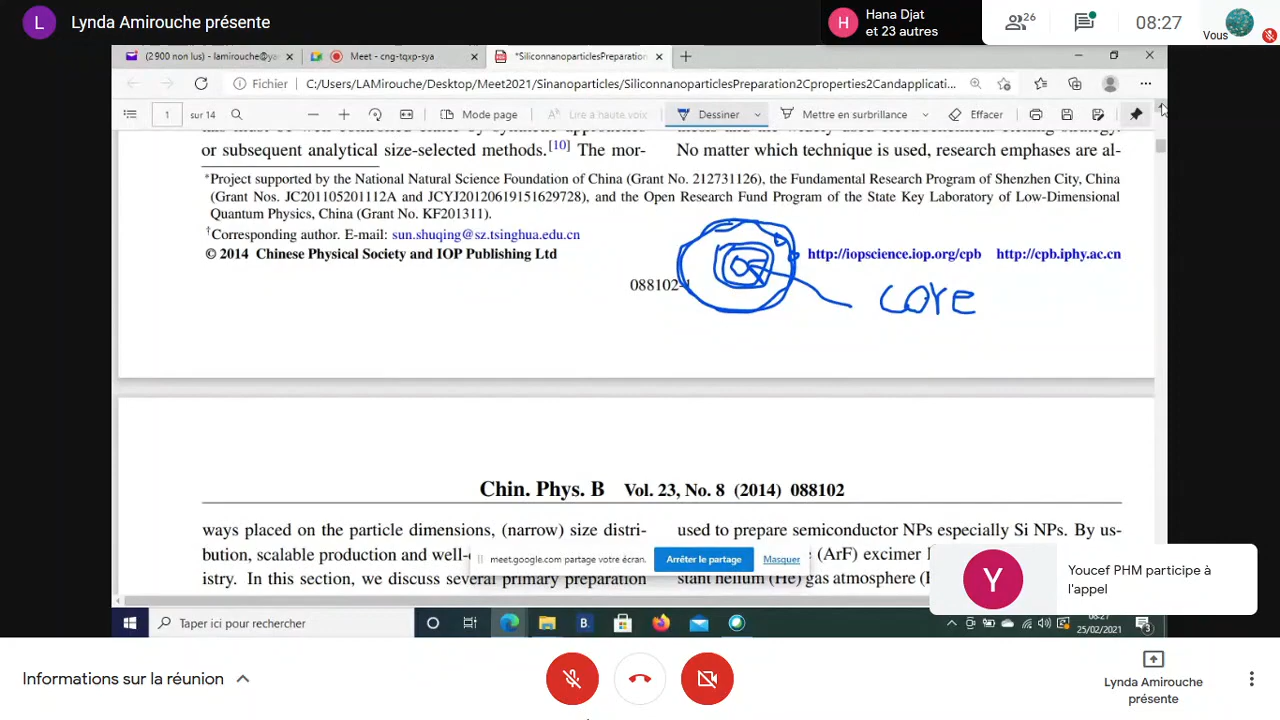 L Lynda Amirouche présente
H Hana Djat
et 23 autres
26
08:27
Vous
(2 900 non lus) - lamirouche@ya
Meet - cng-tqxp-sya
*SiliconnanoparticlesPreparation
Fichier C:/Users/LAMirouche/Desktop/Meet2021/Sinanoparticles/SiliconnanoparticlesPreparation2Cproperties2Candapplicati...
1 sur 14 Mode page Lire à haute voix Dessiner Mettre en surbrillance Effacer
or subsequent analytical size-selected methods.[10] The mor-
*Project supported by the National Natural Science Foundation of China (Grant No. 212731126), the Fundamental Research Program of Shenzhen City, China
(Grant Nos. JC201105201112A and JCYJ20120619151629728), and the Open Research Fund Program of the State Key Laboratory of Low-Dimensional
Quantum Physics, China (Grant No. KF201311).
†Corresponding author. E-mail: sun.shuqing@sz.tsinghua.edu.cn
© 2014 Chinese Physical Society and IOP Publishing Ltd
No matter which technique is used, research emphases are al-
http://iopscience.iop.org/cpb http://cpb.iphy.ac.cn
088102-1
core
Chin. Phys. B Vol. 23, No. 8 (2014) 088102
ways placed on the particle dimensions, (narrow) size distri-
bution, scalable production and well-
istry. In this section, we discuss several primary preparation
used to prepare semiconductor NPs especially Si NPs. By us-
(ArF) excimer
stant helium (He) gas atmosphere
meet.google.com partage votre écran. Arrêter le partage Masquer
Y Youcef PHM participe à
l'appel
Taper ici pour rechercher
08:27
25/02/2021
3
Informations sur la réunion
Lynda Amirouche
présente